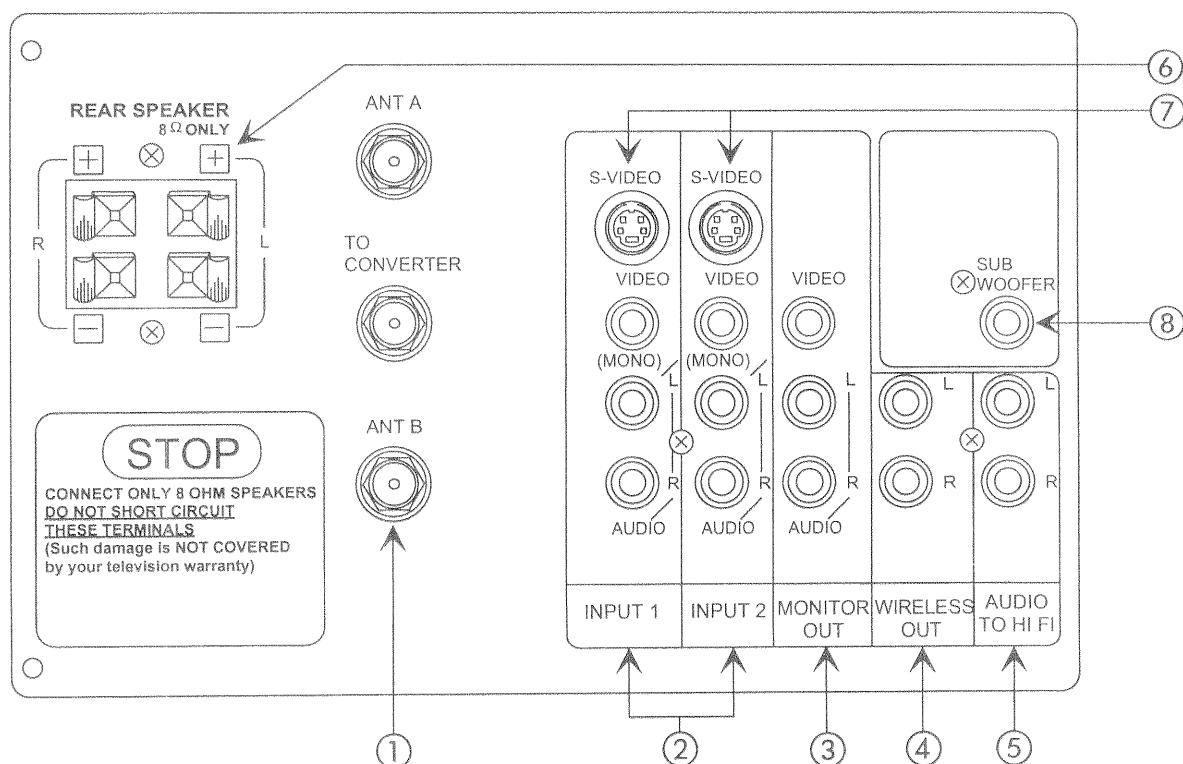 REAR SPEAKER
8 Ω ONLY
+ +
R L
− −
ANT A
TO
CONVERTER
ANT B
STOP
CONNECT ONLY 8 OHM SPEAKERS
DO NOT SHORT CIRCUIT
THESE TERMINALS
(Such damage is NOT COVERED
by your television warranty)
S-VIDEO S-VIDEO
VIDEO VIDEO VIDEO
(MONO) (MONO)
L L L L L
R R R R R
AUDIO AUDIO AUDIO
SUB
WOOFER
INPUT 1
INPUT 2
MONITOR
OUT
WIRELESS
OUT
AUDIO
TO HI FI
6
7
8
1 2 3 4 5